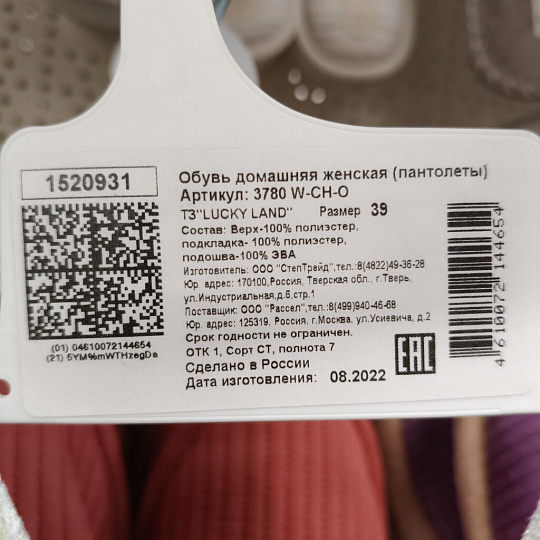 1520931
(01) 04610072144654
(21) 5YM%mWTHzegDa
Обувь домашняя женская (пантолеты)
Артикул: 3780 W-CH-O
ТЗ"LUCKY LAND" Размер 39
Состав: Верх-100% полиэстер,
подкладка- 100% полиэстер,
подошва-100% ЭВА
Изготовитель: ООО "СтепТрейд",тел.:8(4822)49-36-28
Юр. адрес: 170100,Россия, Тверская обл., г.Тверь,
ул.Индустриальная,д.6,стр.1
Поставщик: ООО "Рассел",тел.:8(499)940-46-68
Юр. адрес: 125319, Россия, г.Москва, ул.Усиевича, д.2
Срок годности не ограничен.
ОТК 1, Сорт СТ, полнота 7
Сделано в России
Дата изготовления: 08.2022
EAC
4 610072 144654